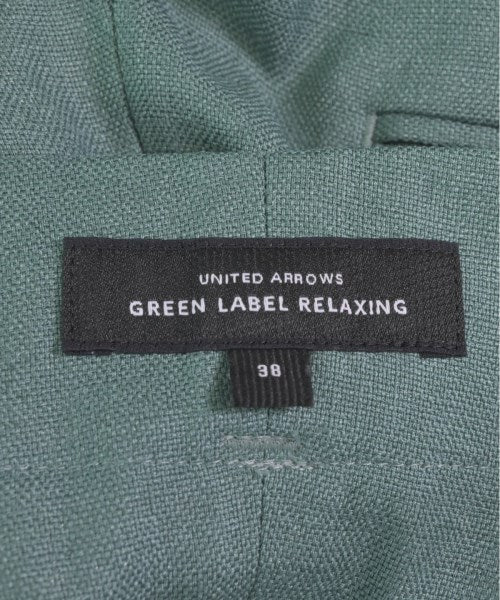 UNITED ARROWS
GREEN LABEL RELAXING
38